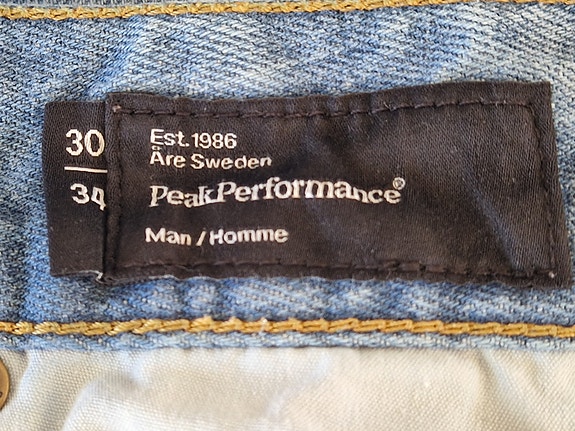 30
34
Est.1986
Åre Sweden
PeakPerformance®
Man / Homme